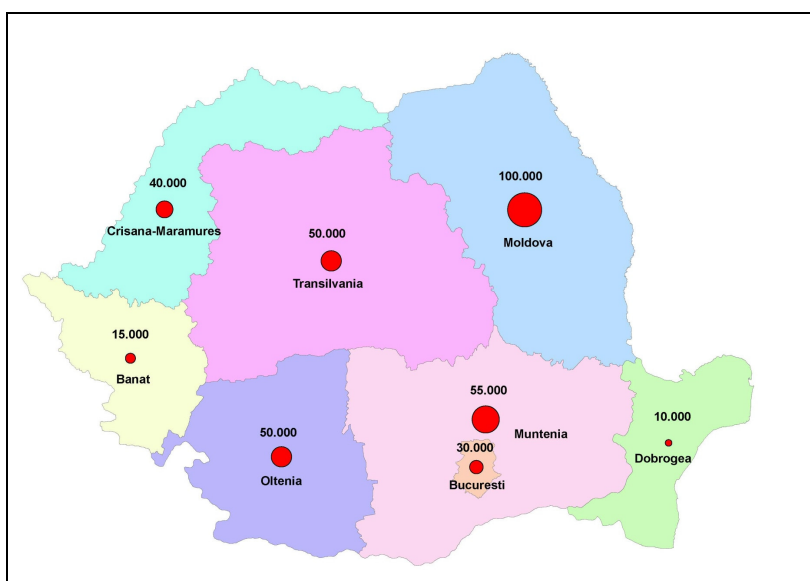 100.000
Moldova
40.000
Crisana-Maramures
50.000
Transilvania
15.000
Banat
55.000
Muntenia
10.000
Dobrogea
50.000
Oltenia
30.000
Bucuresti